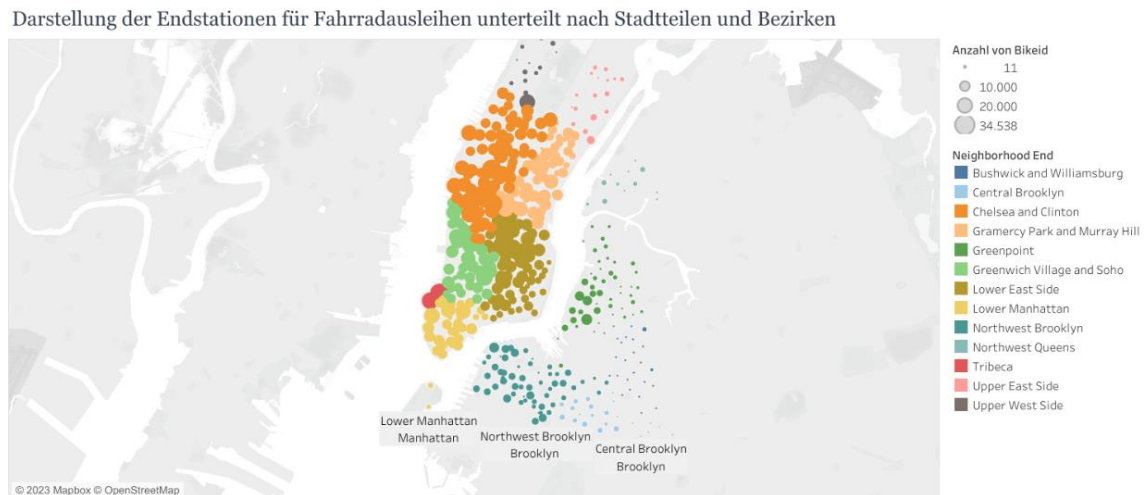 Darstellung der Endstationen für Fahrradausleihen unterteilt nach Stadtteilen und Bezirken
Anzahl von Bikeid
11
10.000
20.000
34.538
Neighborhood End
Bushwick and Williamsburg
Central Brooklyn
Chelsea and Clinton
Gramercy Park and Murray Hill
Greenpoint
Greenwich Village and Soho
Lower East Side
Lower Manhattan
Northwest Brooklyn
Northwest Queens
Tribeca
Upper East Side
Upper West Side
Lower Manhattan
Manhattan
Northwest Brooklyn
Brooklyn
Central Brooklyn
Brooklyn
© 2023 Mapbox © OpenStreetMap